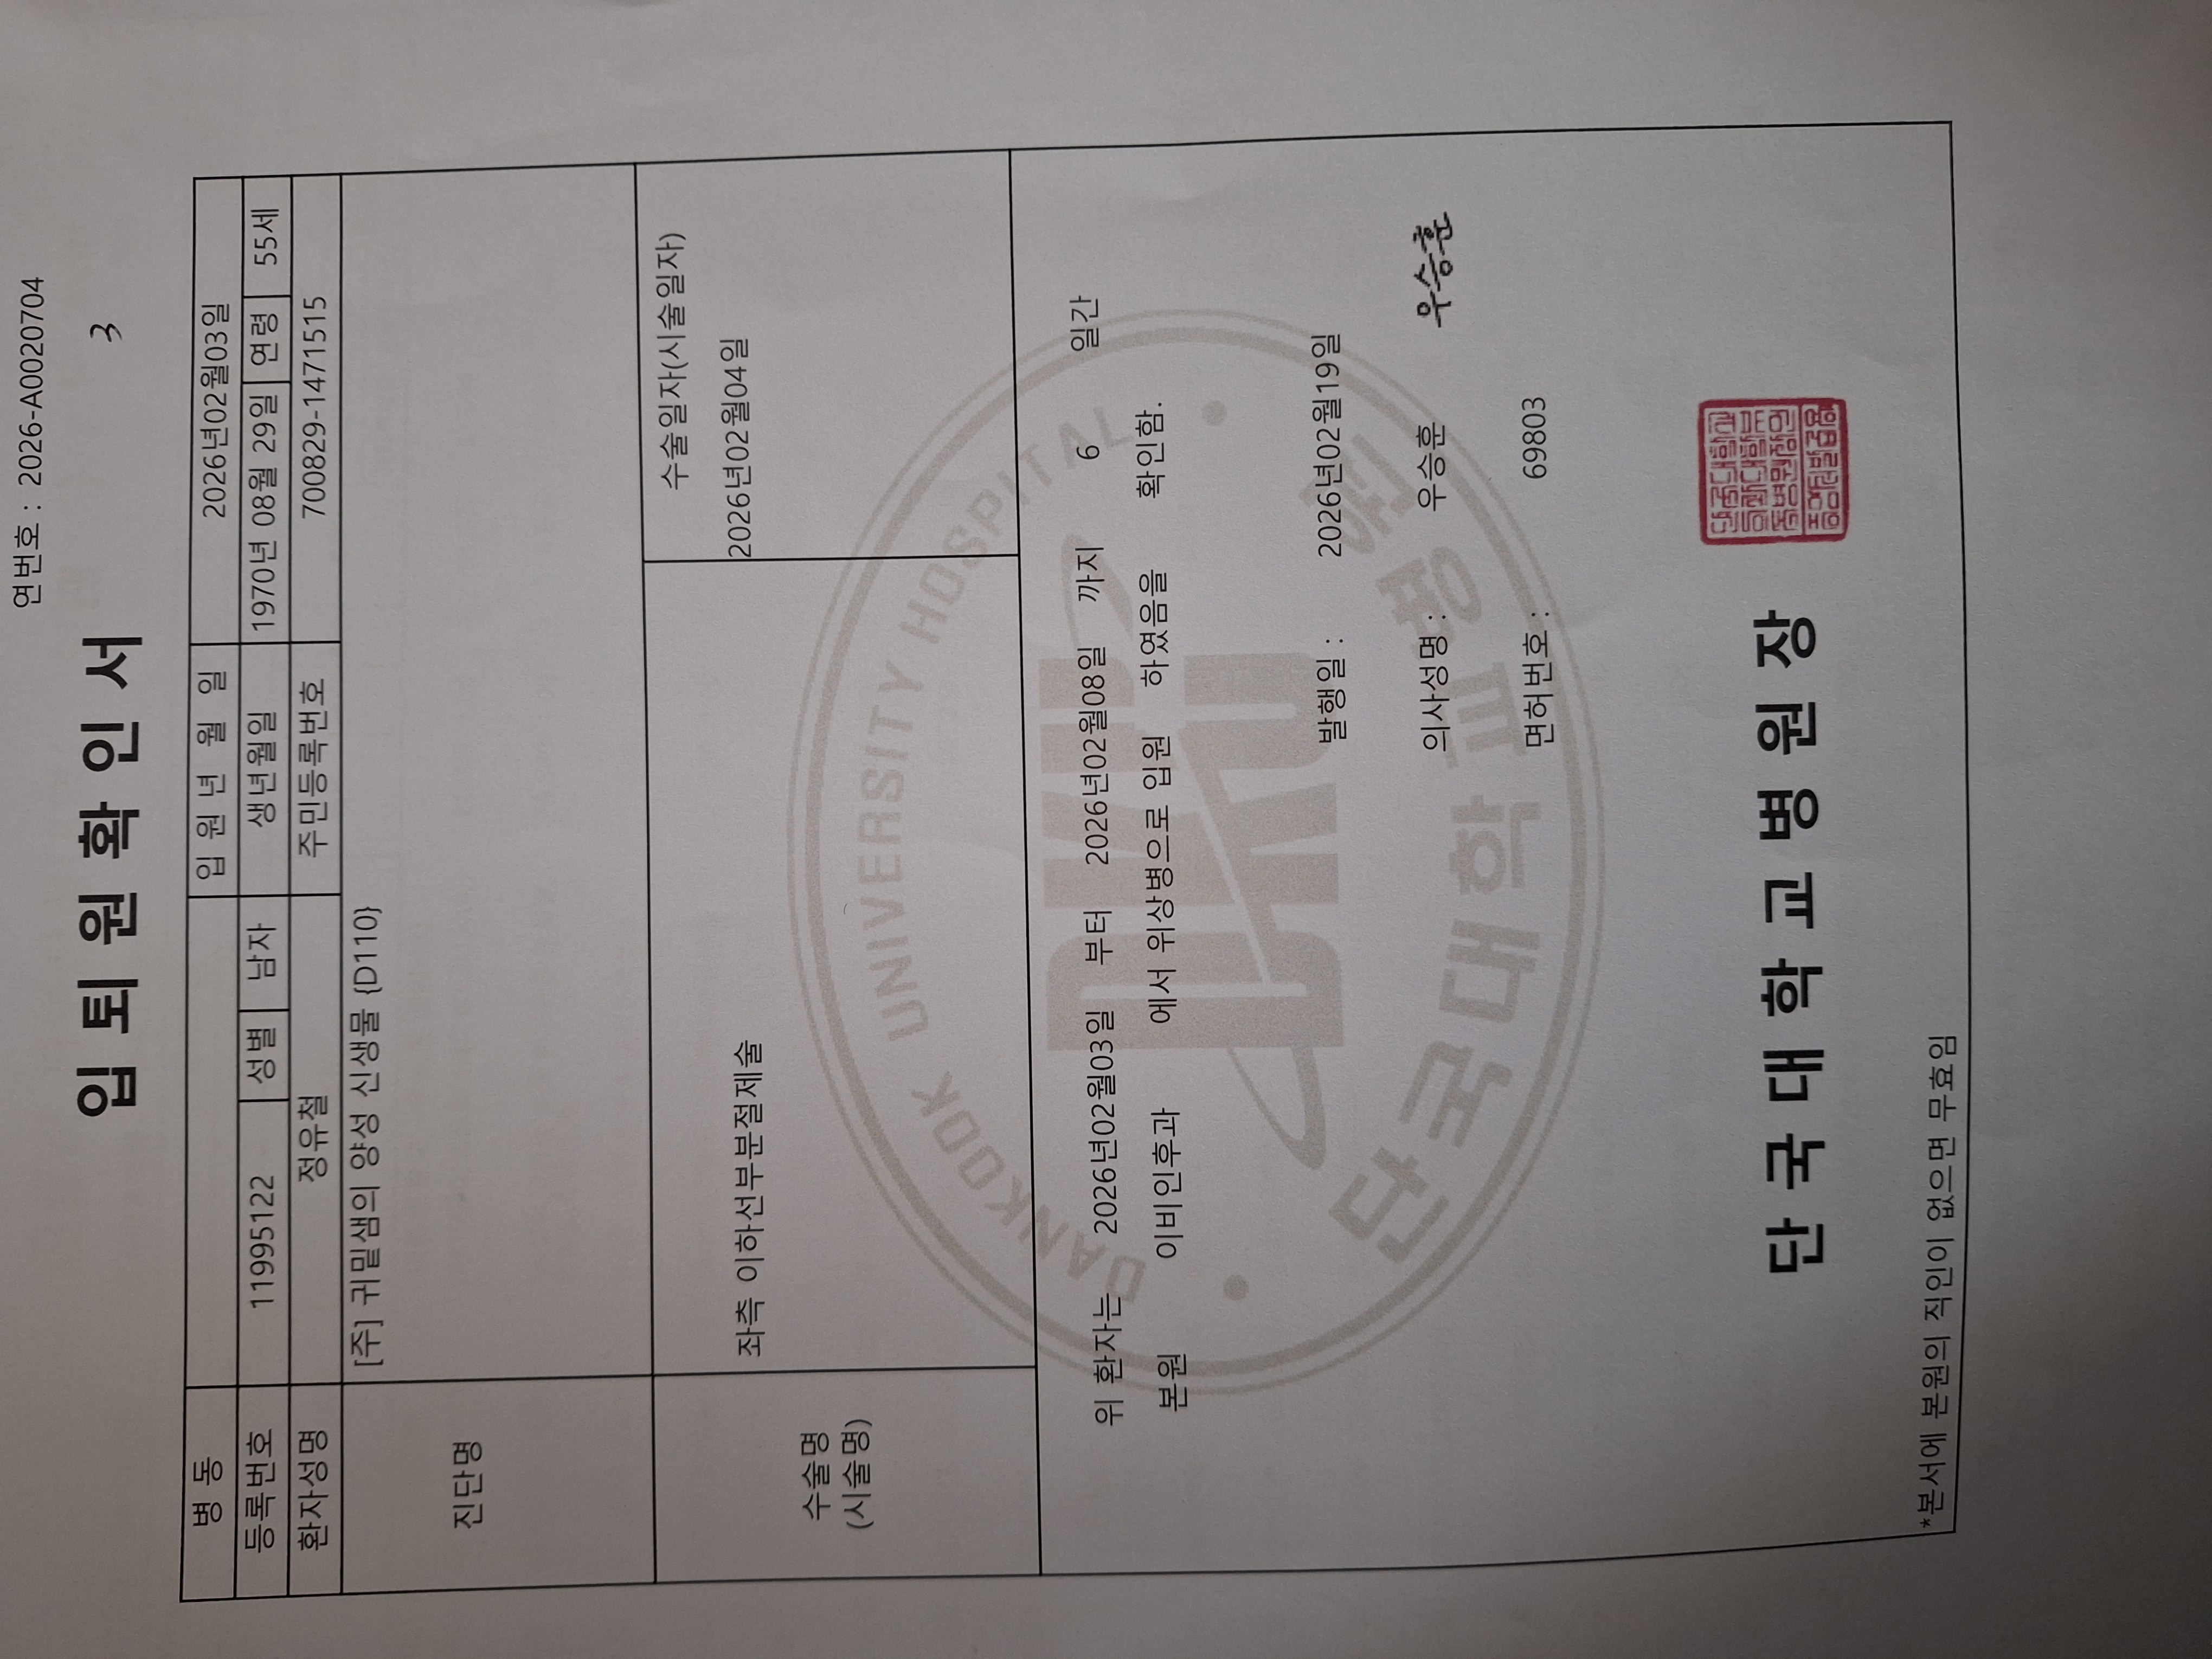 연번호 : 2026-A0020704
입 퇴 원 확 인 서
3
병 동 입 원 년 월 일 2026년02월03일
등록번호 11995122 성별 남자 생년월일 1970년 08월 29일 연령 55세
환자성명 정유철 주민등록번호 700829-1471515
진단명 [주] 귀밑샘의 양성 신생물 {D110}
수술명
(시술명)
좌측 이하선부분절제술
수술일자(시술일자)
2026년02월04일
위 환자는 2026년02월03일 부터 2026년02월08일 까지 6 일간
본원 이비인후과 에서 위상병으로 입원 하였음을 확인함.
발행일 : 2026년02월19일
의사성명 : 우승훈 우승훈
면허번호 : 69803
단 국 대 학 교 병 원 장
*본서에 본원의 직인이 없으면 무효임
DANKOOK UNIVERSITY HOSPITAL
단국대학교병원